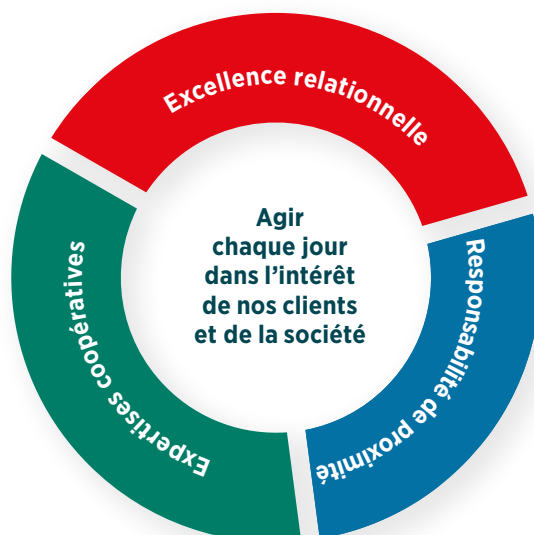 Excellence relationnelle
Agir
chaque jour
dans l’intérêt
de nos clients
et de la société
Responsabilité de proximité
Expertises coopératives